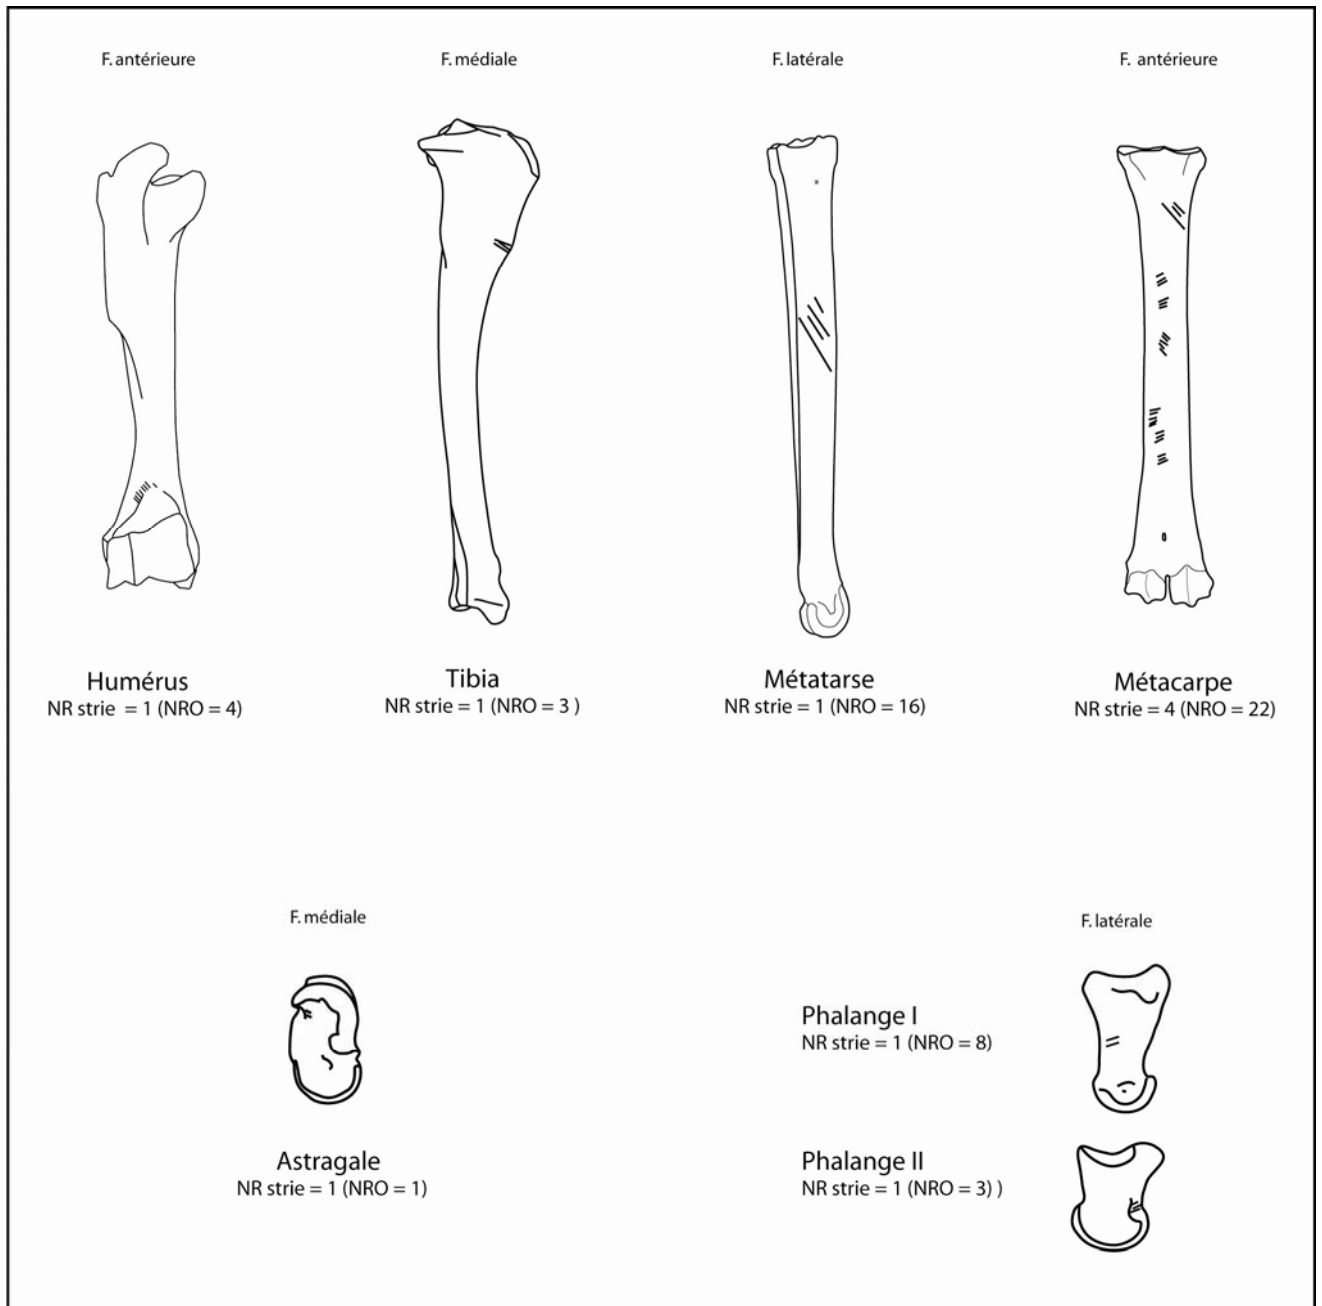 F. antérieure
F. médiale
F. latérale
F. antérieure
Humérus
NR strie = 1 (NRO = 4)
Tibia
NR strie = 1 (NRO = 3 )
Métatarse
NR strie = 1 (NRO = 16)
Métacarpe
NR strie = 4 (NRO = 22)
F. médiale
Astragale
NR strie = 1 (NRO = 1)
F. latérale
Phalange I
NR strie = 1 (NRO = 8)
Phalange II
NR strie = 1 (NRO = 3) )